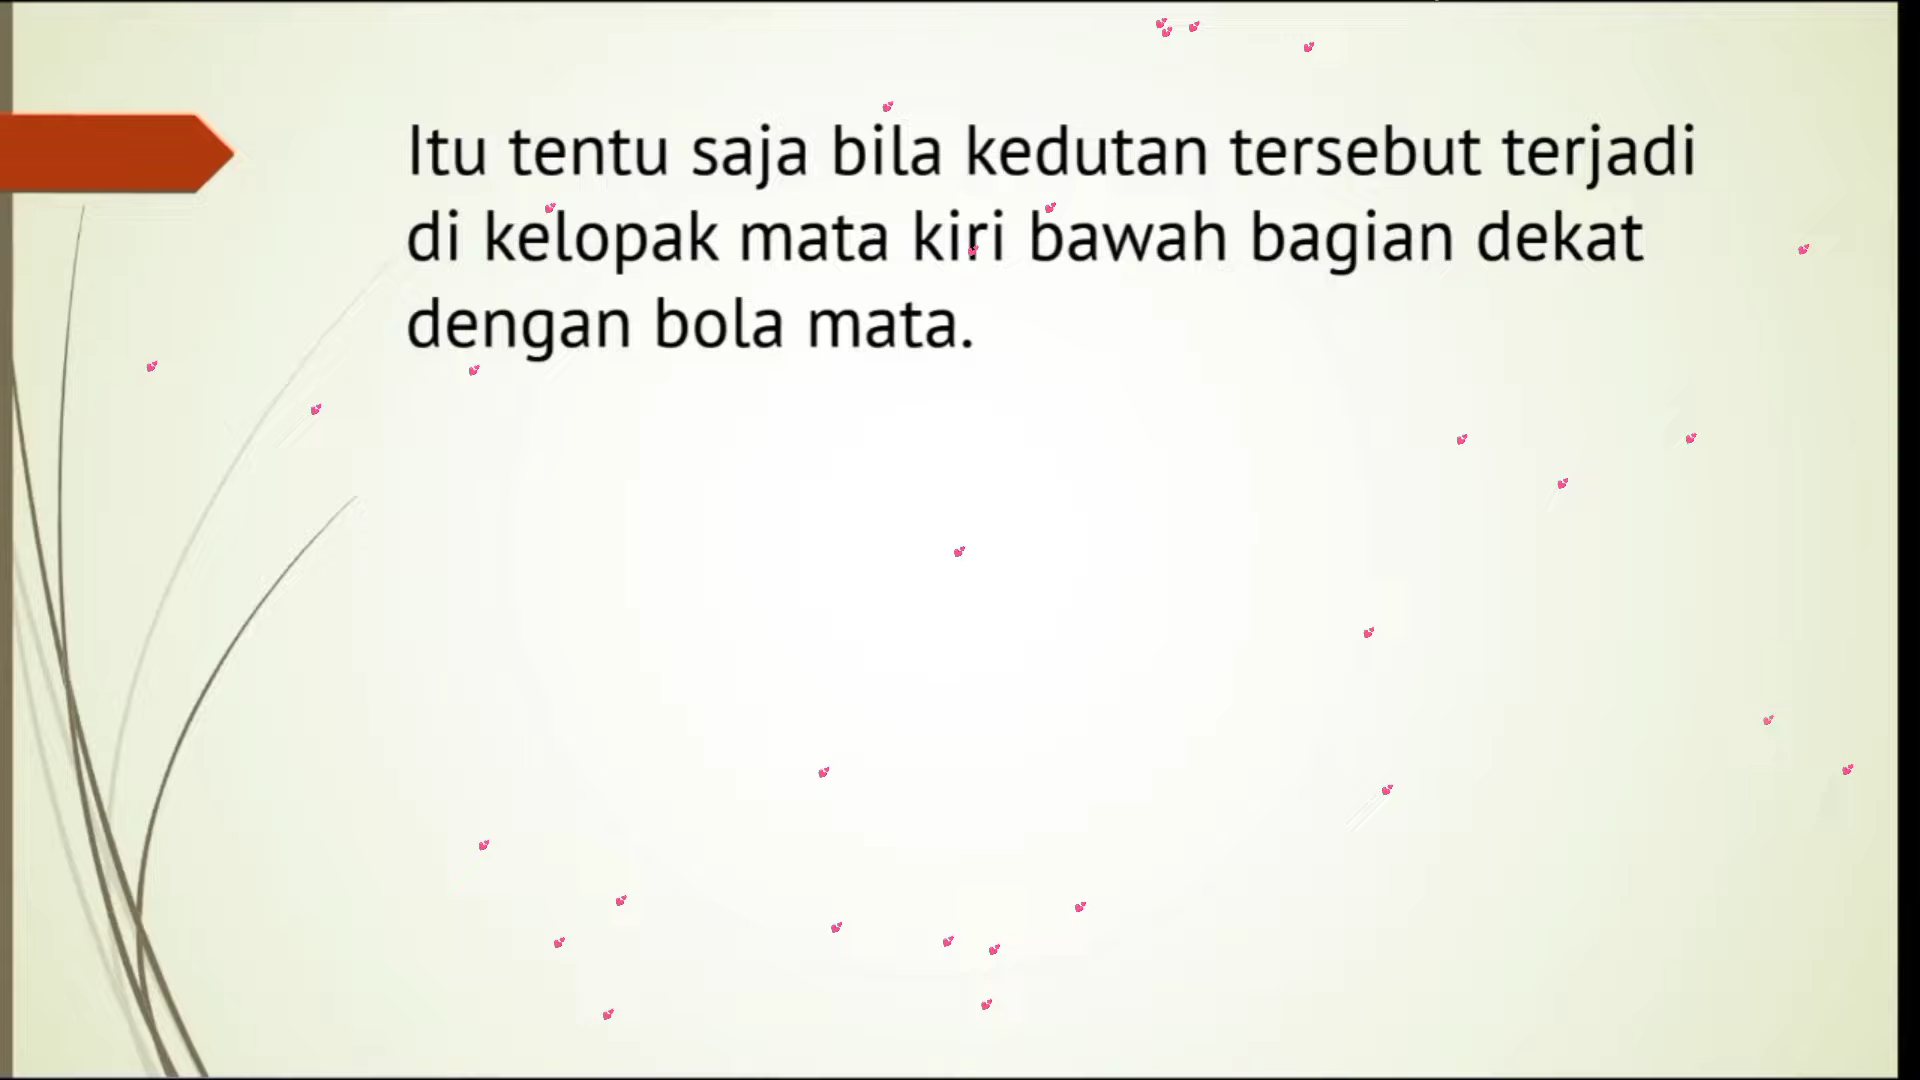 Itu tentu saja bila kedutan tersebut terjadi
di kelopak mata kiri bawah bagian dekat
dengan bola mata.